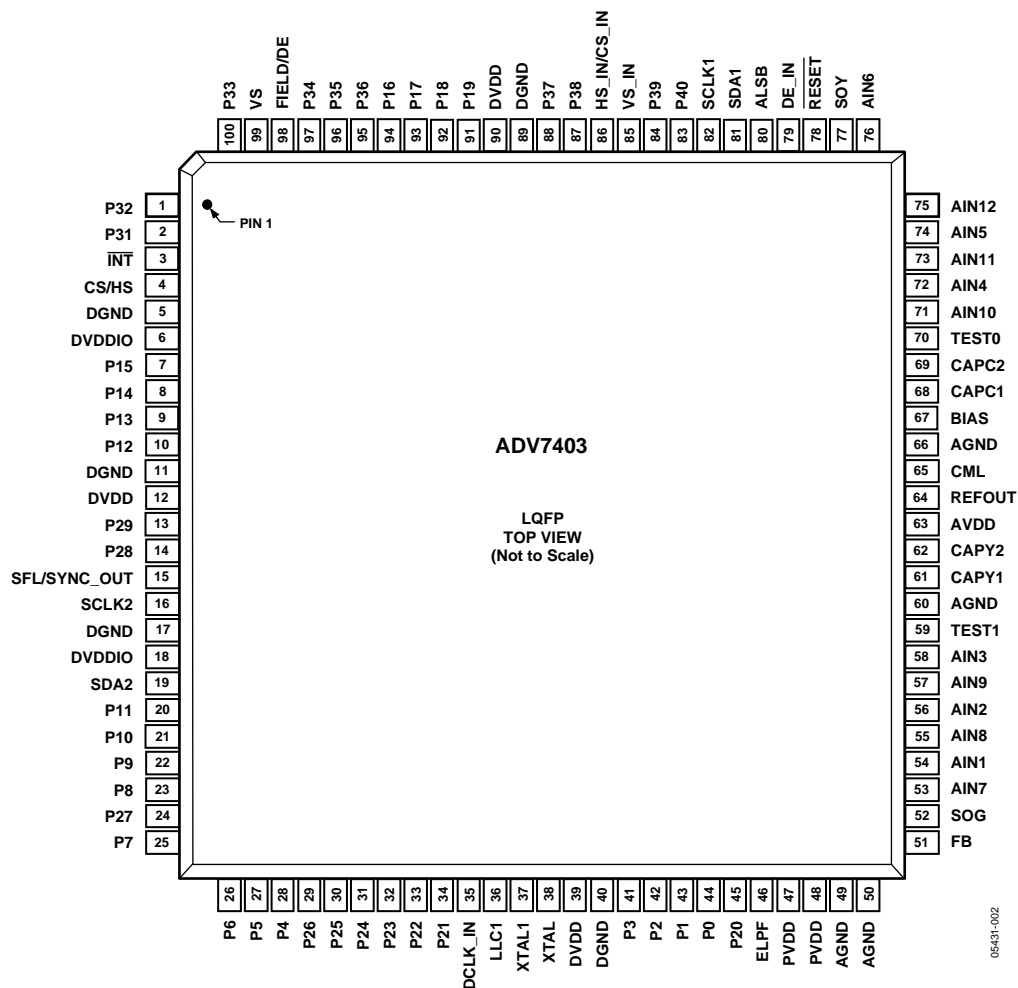 P33
VS
FIELD/DE
P34
P35
P36
P16
P17
P18
P19
DVDD
DGND
P37
P38
HS_IN/CS_IN
VS_IN
P39
P40
SCLK1
SDA1
ALSB
DE_IN
RESET
SOY
AIN6
100 99 98 97 96 95 94 93 92 91 90 89 88 87 86 85 84 83 82 81 80 79 78 77 76
P32 1
P31 2
INT 3
CS/HS 4
DGND 5
DVDDIO 6
P15 7
P14 8
P13 9
P12 10
DGND 11
DVDD 12
P29 13
P28 14
SFL/SYNC_OUT 15
SCLK2 16
DGND 17
DVDDIO 18
SDA2 19
P11 20
P10 21
P9 22
P8 23
P27 24
P7 25
PIN 1
ADV7403
LQFP
TOP VIEW
(Not to Scale)
75 AIN12
74 AIN5
73 AIN11
72 AIN4
71 AIN10
70 TEST0
69 CAPC2
68 CAPC1
67 BIAS
66 AGND
65 CML
64 REFOUT
63 AVDD
62 CAPY2
61 CAPY1
60 AGND
59 TEST1
58 AIN3
57 AIN9
56 AIN2
55 AIN8
54 AIN1
53 AIN7
52 SOG
51 FB
26 27 28 29 30 31 32 33 34 35 36 37 38 39 40 41 42 43 44 45 46 47 48 49 50
P6
P5
P4
P26
P25
P24
P23
P22
P21
DCLK_IN
LLC1
XTAL1
XTAL
DVDD
DGND
P3
P2
P1
P0
P20
ELPF
PVDD
PVDD
AGND
AGND
05431-002